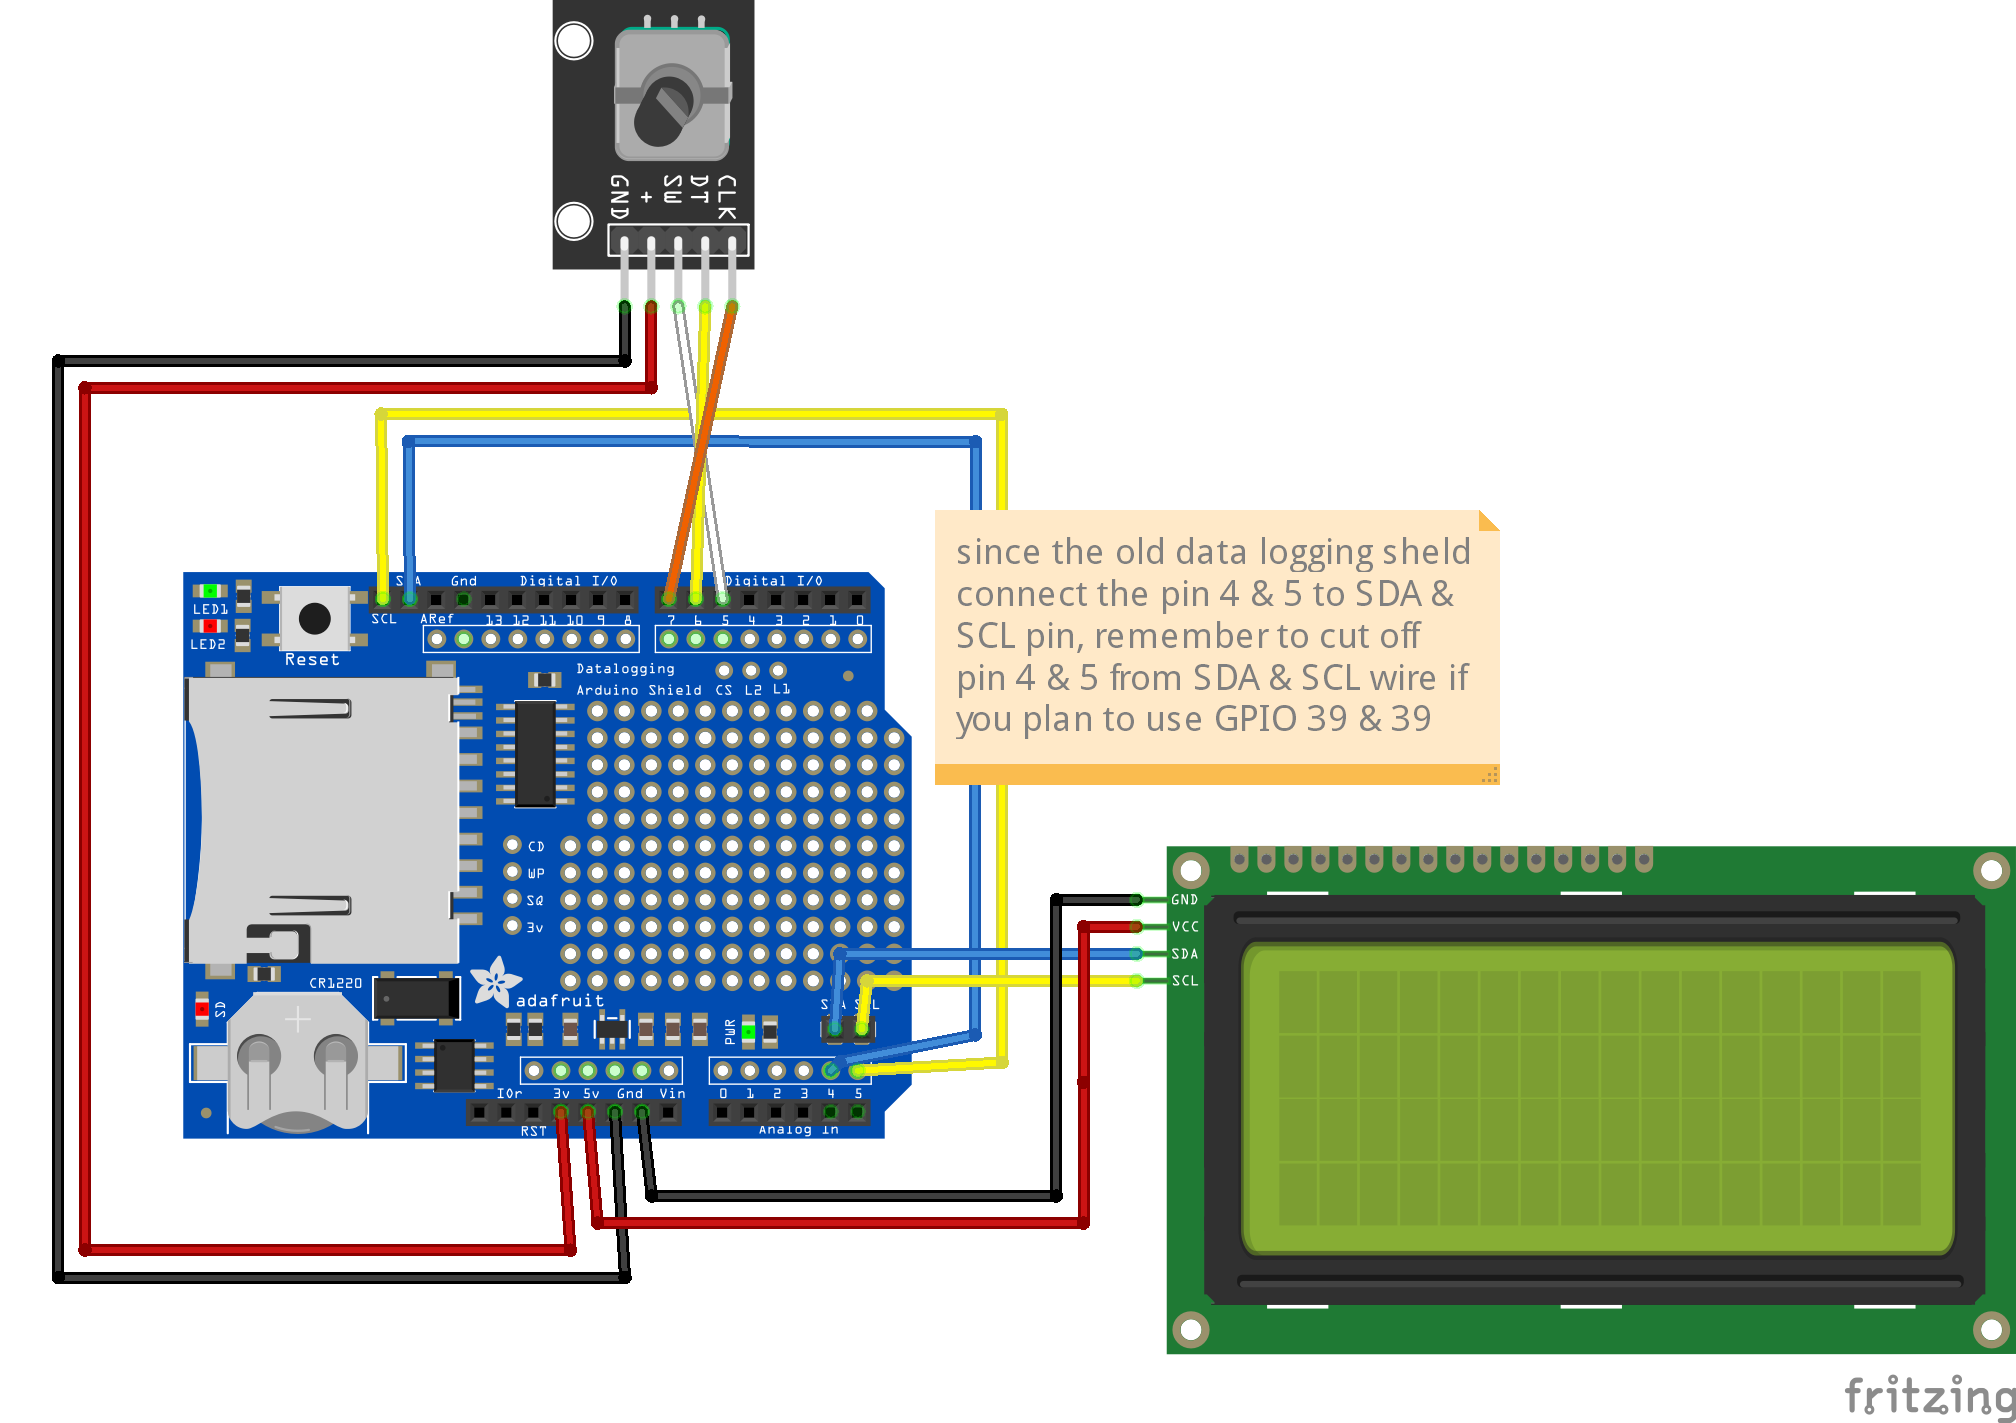 GND + SW DT CLK
since the old data logging sheld
connect the pin 4 & 5 to SDA &
SCL pin, remember to cut off
pin 4 & 5 from SDA & SCL wire if
you plan to use GPIO 39 & 39
Gnd Digital I/O Digital I/O
LED1
SCL ARef 13 12 11 10 9 8 7 6 5 4 3 2 1 0
LED2
Reset
Datalogging
Arduino Shield CS L2 L1
CD
WP
SQ
3v
GND
VCC
SDA
SCL
CR1220
SD
adafruit
PWR
IOr 3v 5v Gnd Vin 0 1 2 3 4 5
RST Analog In
fritzing